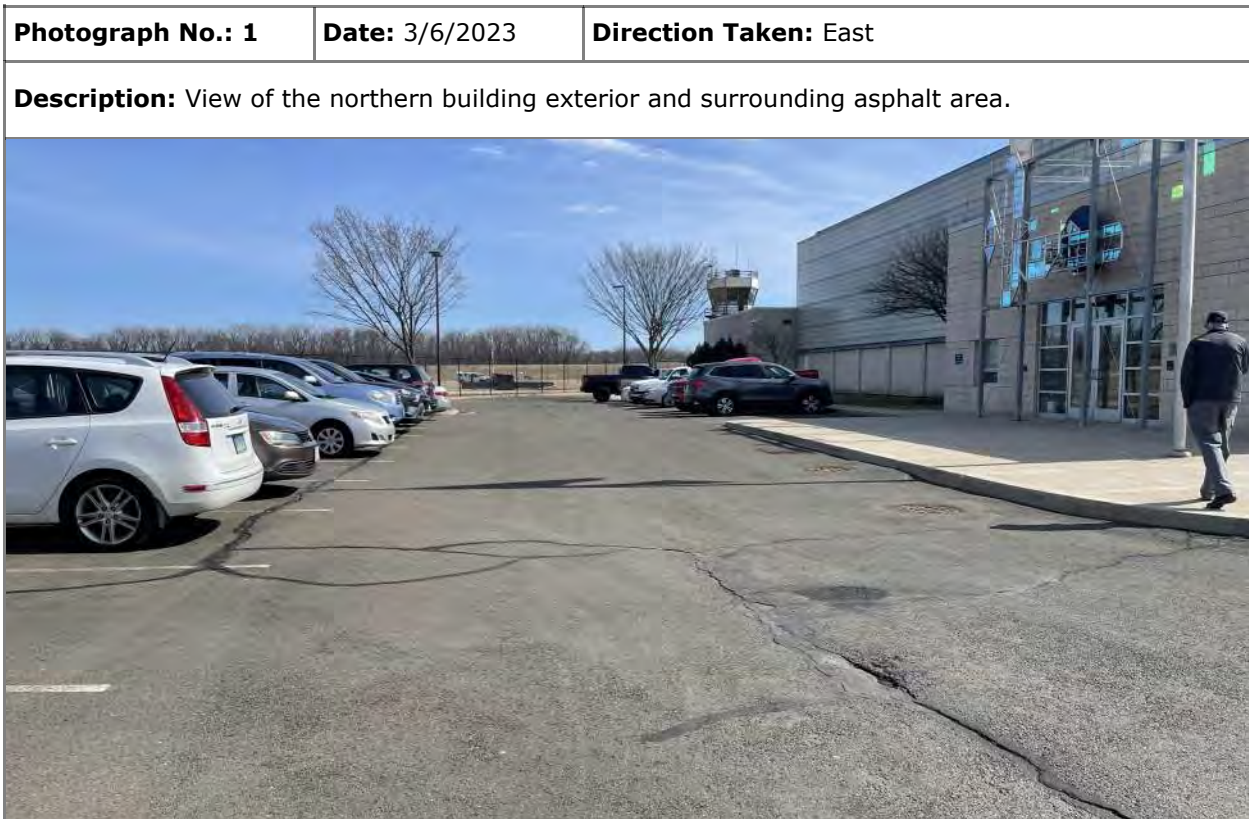 Photograph No.: 1
Date: 3/6/2023
Direction Taken: East
Description: View of the northern building exterior and surrounding asphalt area.